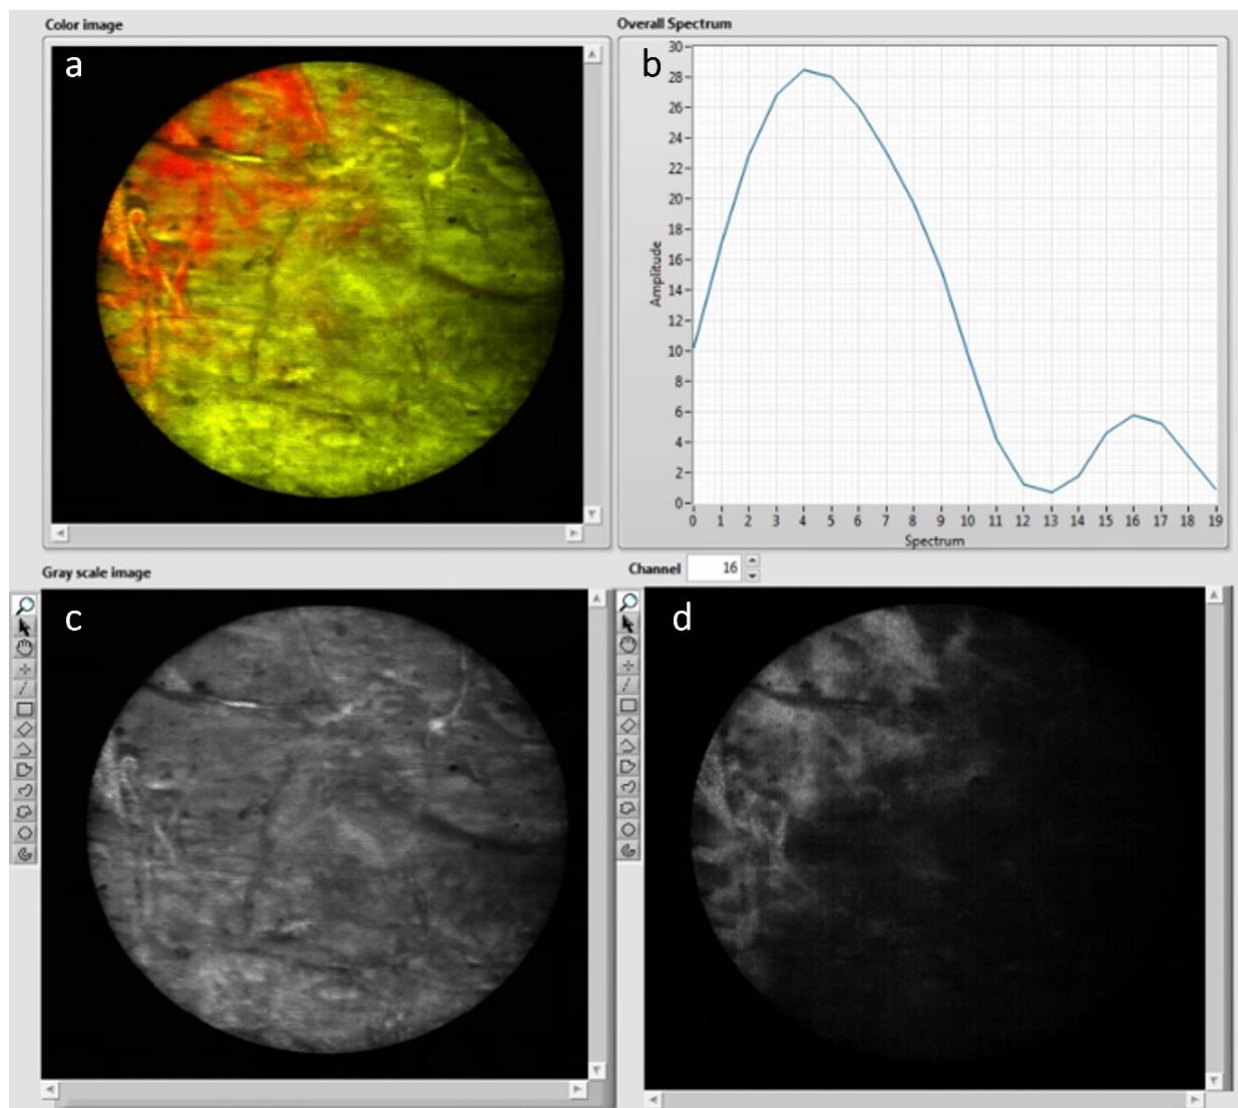 Color image
Overall Spectrum
a
b
30
28
26
24
22
20
18
16
14
12
10
8
6
4
2
0
Amplitude
0 1 2 3 4 5 6 7 8 9 10 11 12 13 14 15 16 17 18 19
Spectrum
Gray scale image
Channel 16
c
d